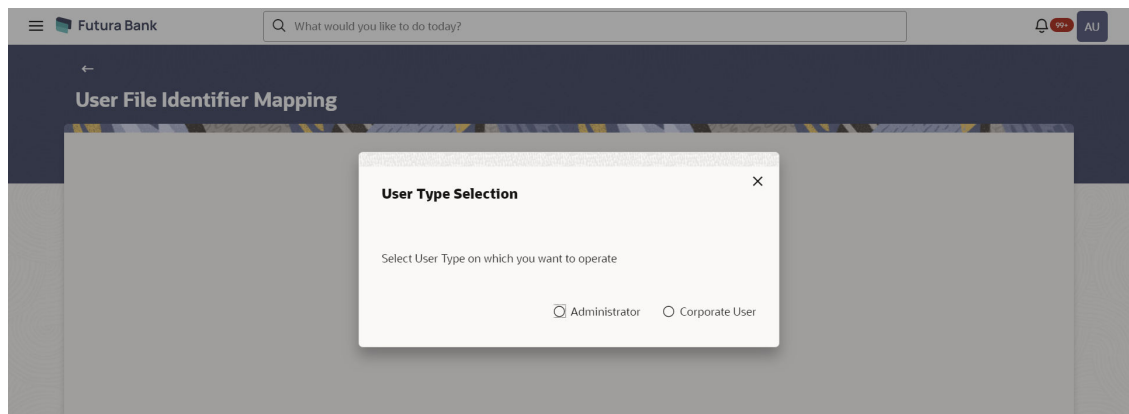 Futura Bank
What would you like to do today?
99+
AU
User File Identifier Mapping
User Type Selection
Select User Type on which you want to operate
Administrator Corporate User